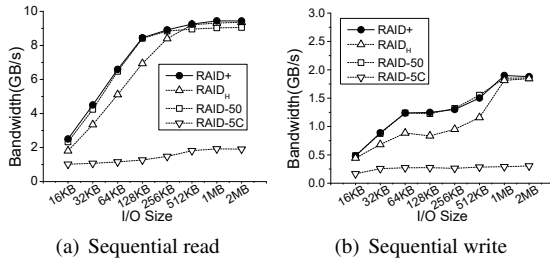 Bandwidth(GB/s)
10
8
6
4
2
0
RAID+
RAID_H
RAID-50
RAID-5C
16KB 32KB 64KB 128KB 256KB 512KB 1MB 2MB
I/O Size
(a) Sequential read
Bandwidth(GB/s)
3.0
2.5
2.0
1.5
1.0
0.5
0.0
RAID+
RAID_H
RAID-50
RAID-5C
16KB 32KB 64KB 128KB 256KB 512KB 1MB 2MB
I/O Size
(b) Sequential write